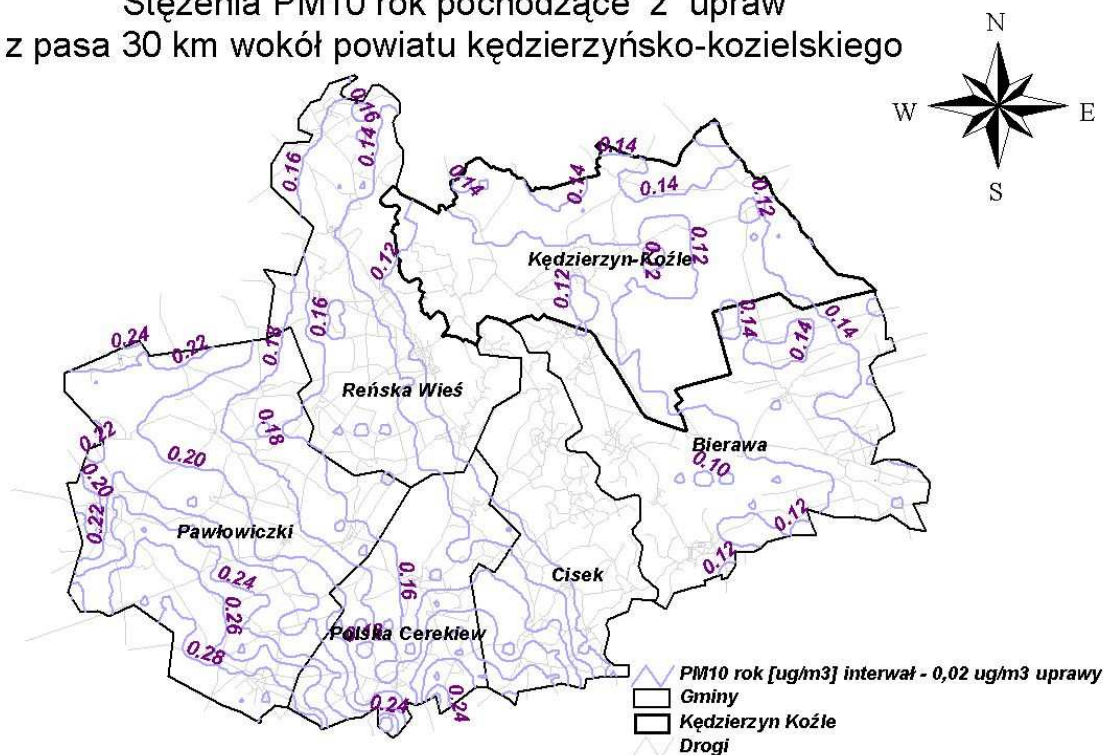 Stężenia PM10 rok pochodzące z upraw
z pasa 30 km wokół powiatu kędzierzyńsko-kozielskiego
N
W
E
S
0.16
0.14
0.16
0.14
0.14
0.14
0.14
0.12
0.12
0.12
0.12
Kędzierzyn-Koźle
0.12
0.16
0.14
0.14
0.14
0.24
0.22
0.18
Reńska Wieś
0.18
0.22
0.20
0.20
0.22
Bierawa
0.10
0.12
0.12
Pawłowiczki
0.24
0.26
0.28
0.16
Cisek
Polska Cerekiew
0.24
0.24
PM10 rok [ug/m3] interwał - 0,02 ug/m3 uprawy
Gminy
Kędzierzyn Koźle
Drogi